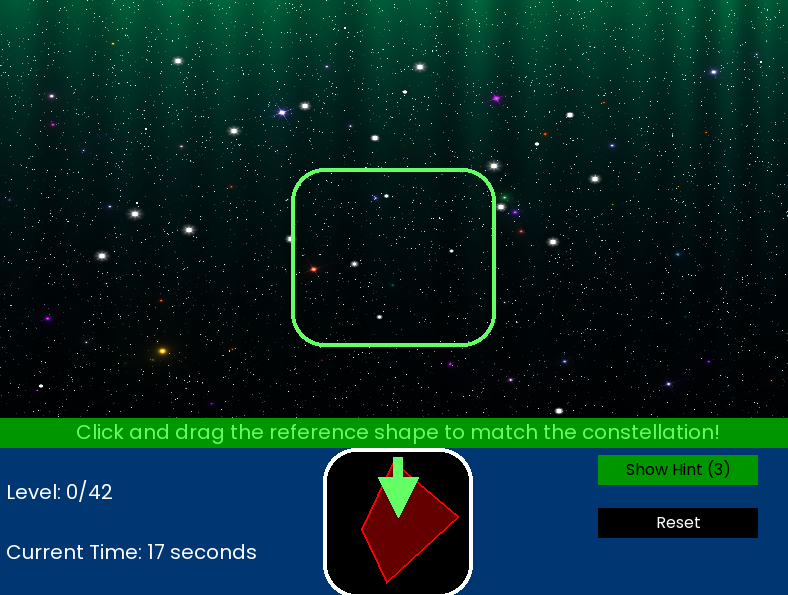 Click and drag the reference shape to match the constellation!
Show Hint (3)
Level: 0/42
Reset
Current Time: 17 seconds